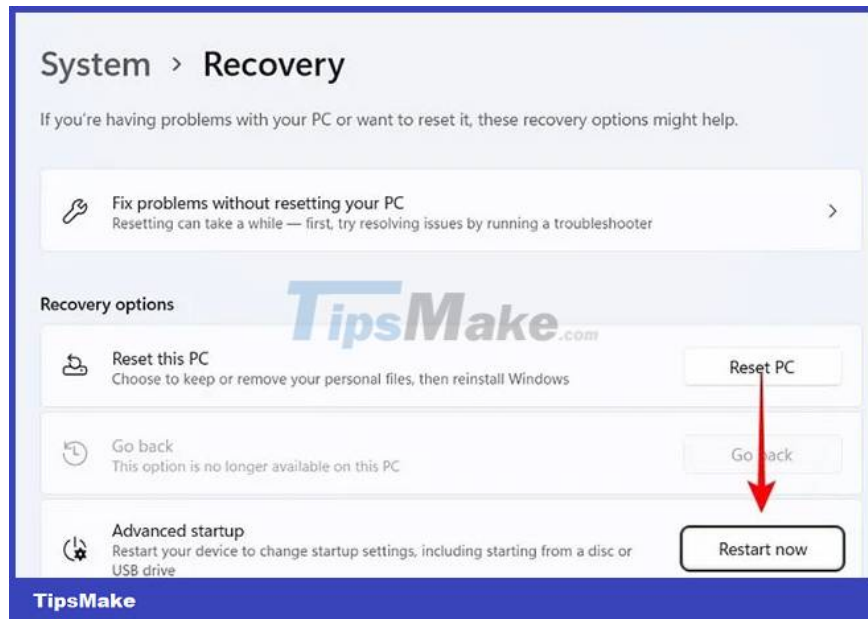 System > Recovery
If you're having problems with your PC or want to reset it, these recovery options might help.
Fix problems without resetting your PC
Resetting can take a while — first, try resolving issues by running a troubleshooter
Recovery options
TipsMake.com
Reset this PC
Choose to keep or remove your personal files, then reinstall Windows
Reset PC
Go back
This option is no longer available on this PC
Go back
Advanced startup
Restart your device to change startup settings, including starting from a disc or
USB drive
Restart now
TipsMake